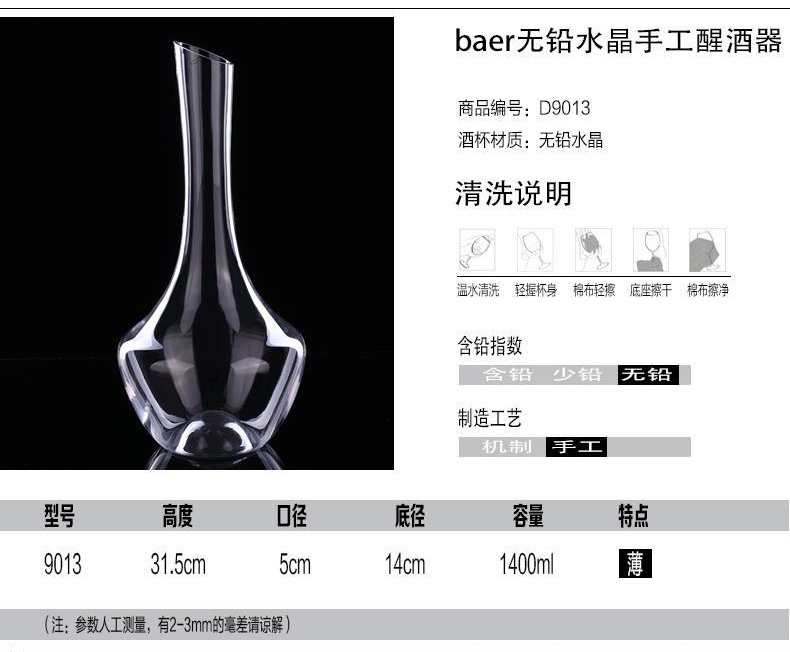 baer无铅水晶手工醒酒器
商品编号：D9013
酒杯材质：无铅水晶
清洗说明
温水清洗 轻握杯身 棉布轻擦 底座擦干 棉布擦净
含铅指数
含铅 少铅 无铅
制造工艺
机制 手工
型号 高度 口径 底径 容量 特点
9013 31.5cm 5cm 14cm 1400ml 薄
（注：参数人工测量，有2-3mm的毫差请谅解）